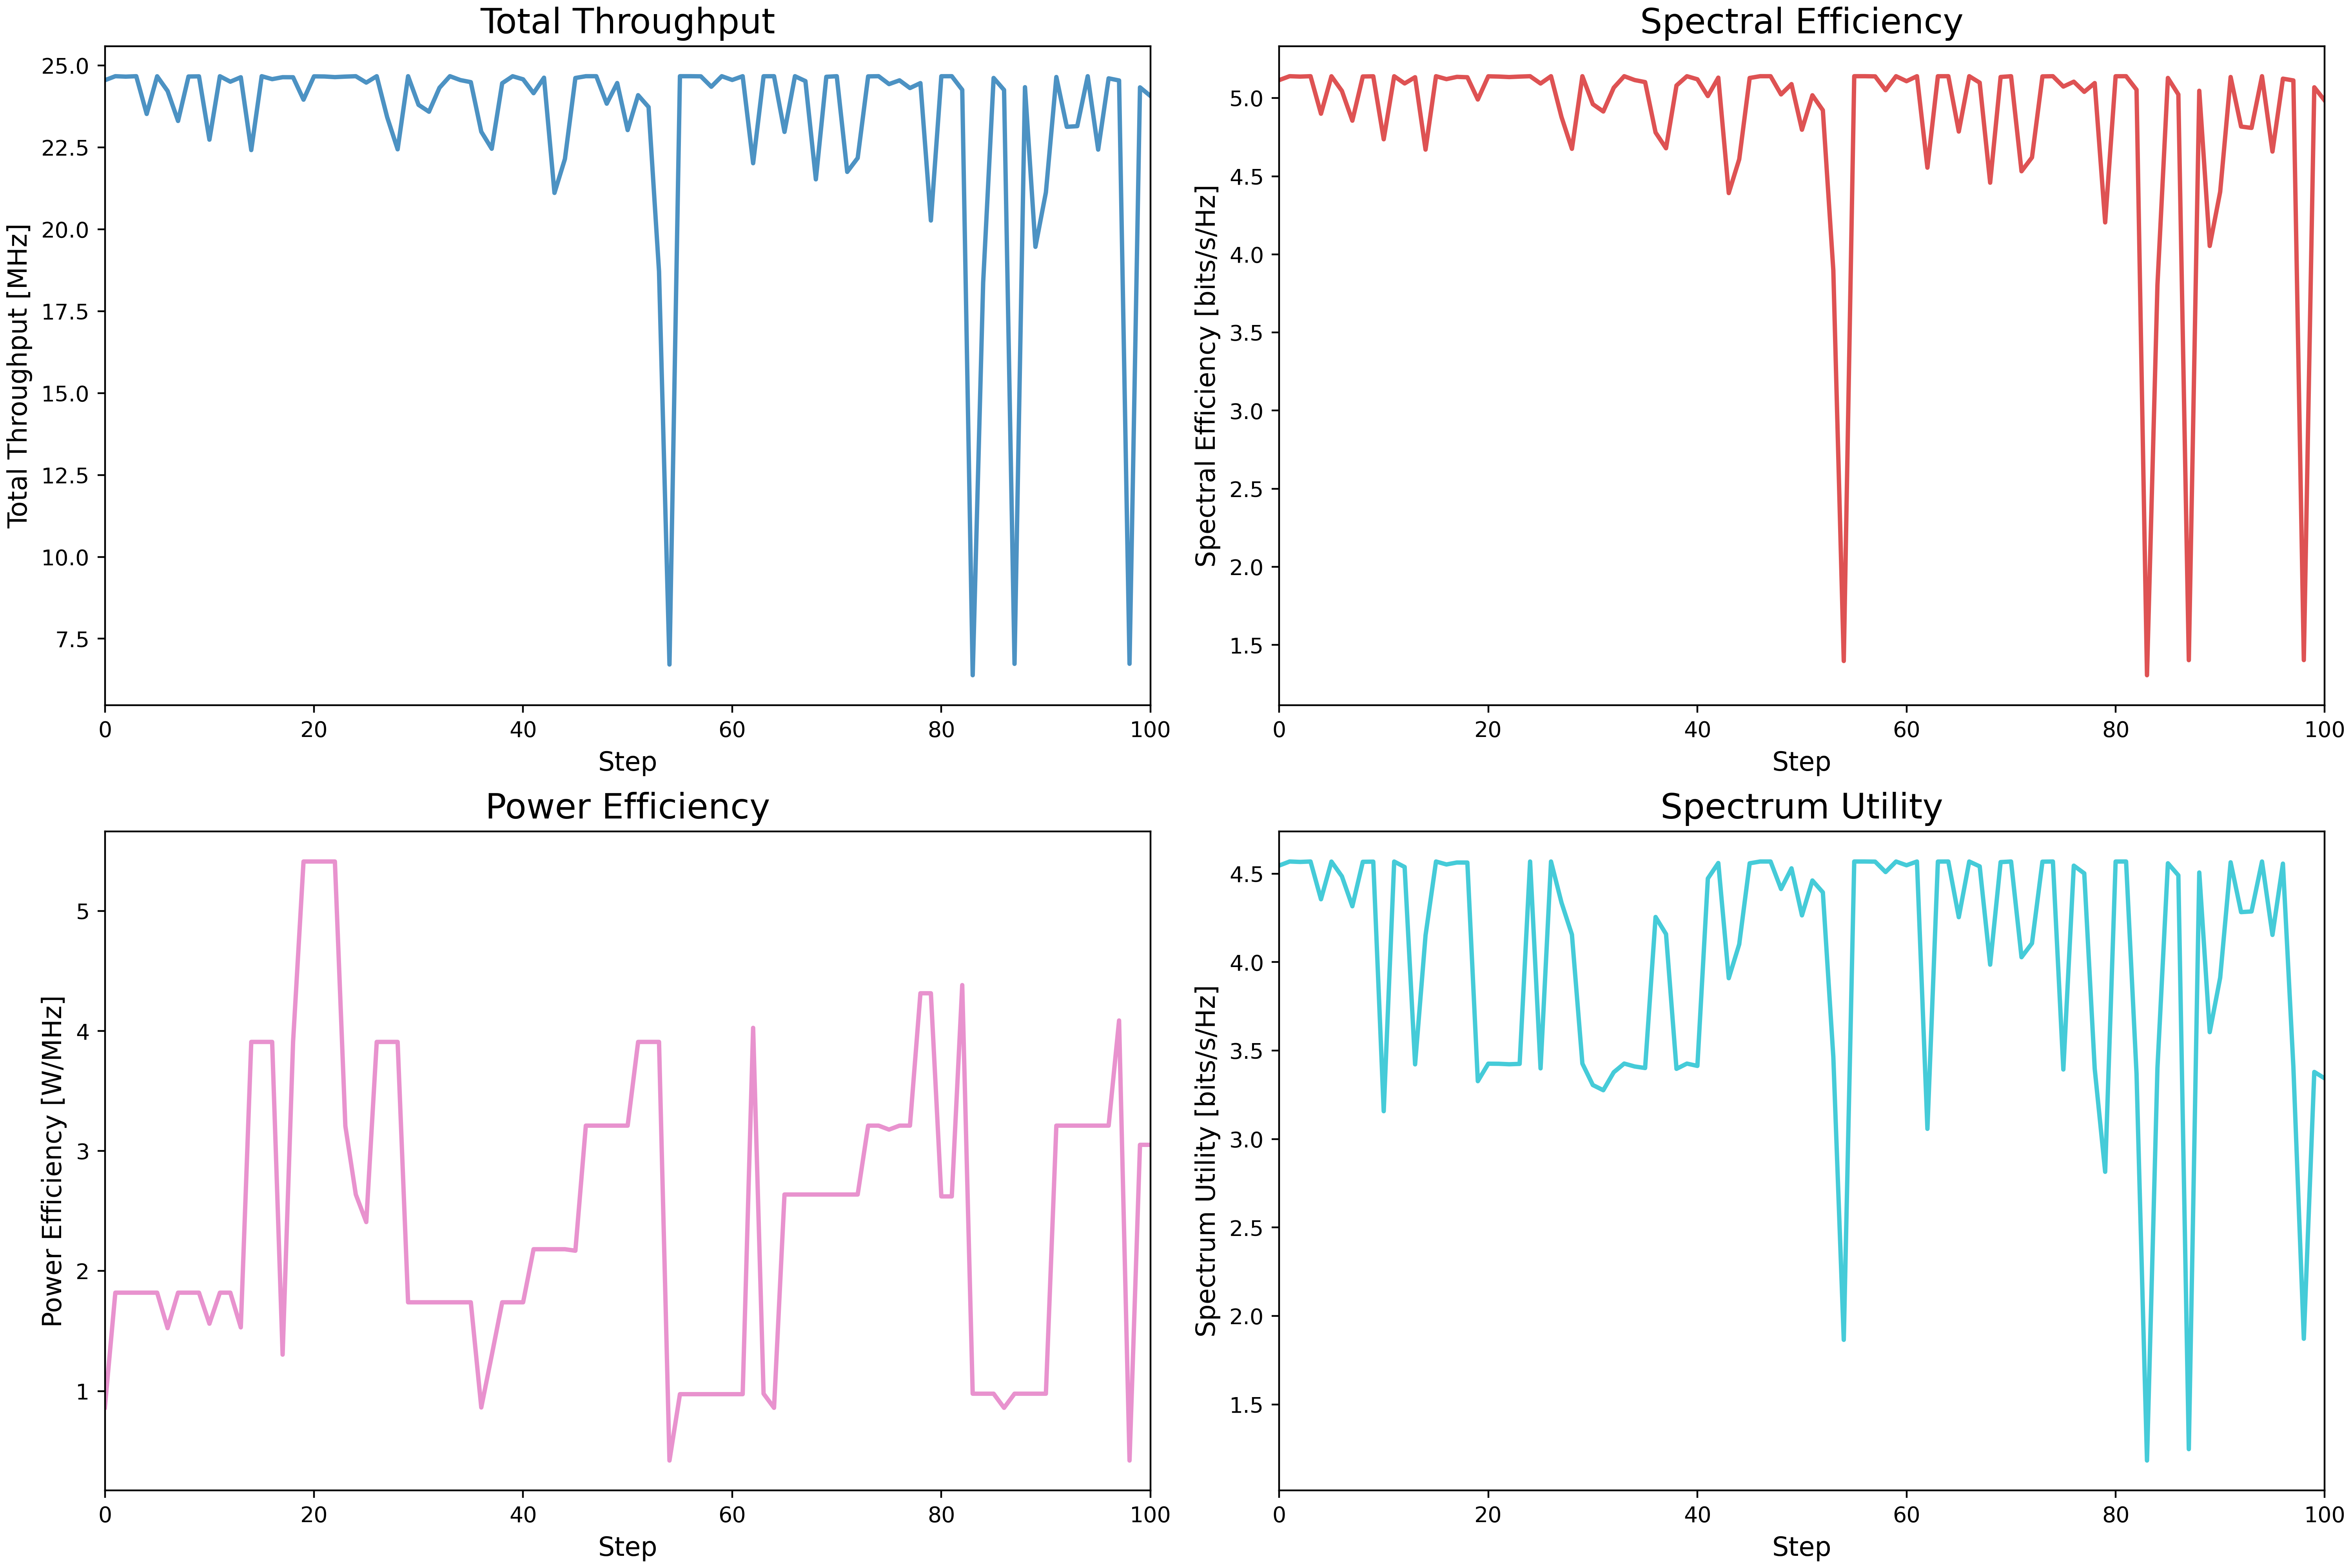 Total Throughput
Total Throughput [MHz]
25.0
22.5
20.0
17.5
15.0
12.5
10.0
7.5
0 20 40 60 80 100
Step
Spectral Efficiency
Spectral Efficiency [bits/s/Hz]
5.0
4.5
4.0
3.5
3.0
2.5
2.0
1.5
0 20 40 60 80 100
Step
Power Efficiency
Power Efficiency [W/MHz]
5
4
3
2
1
0 20 40 60 80 100
Step
Spectrum Utility
Spectrum Utility [bits/s/Hz]
4.5
4.0
3.5
3.0
2.5
2.0
1.5
0 20 40 60 80 100
Step